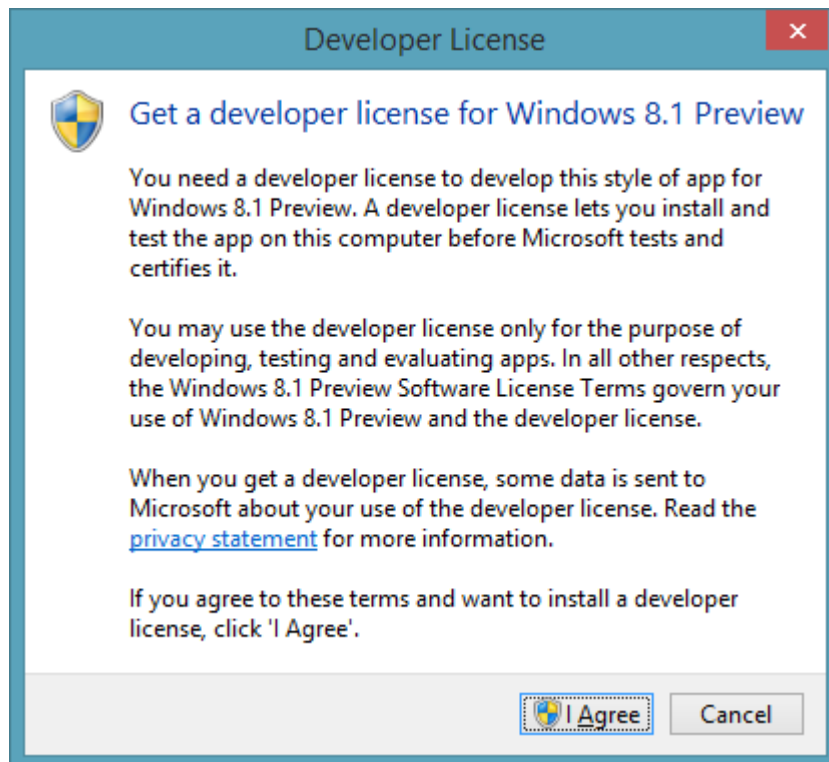 Developer License
Get a developer license for Windows 8.1 Preview
You need a developer license to develop this style of app for
Windows 8.1 Preview. A developer license lets you install and
test the app on this computer before Microsoft tests and
certifies it.
You may use the developer license only for the purpose of
developing, testing and evaluating apps. In all other respects,
the Windows 8.1 Preview Software License Terms govern your
use of Windows 8.1 Preview and the developer license.
When you get a developer license, some data is sent to
Microsoft about your use of the developer license. Read the
privacy statement for more information.
If you agree to these terms and want to install a developer
license, click 'I Agree'.
I Agree Cancel